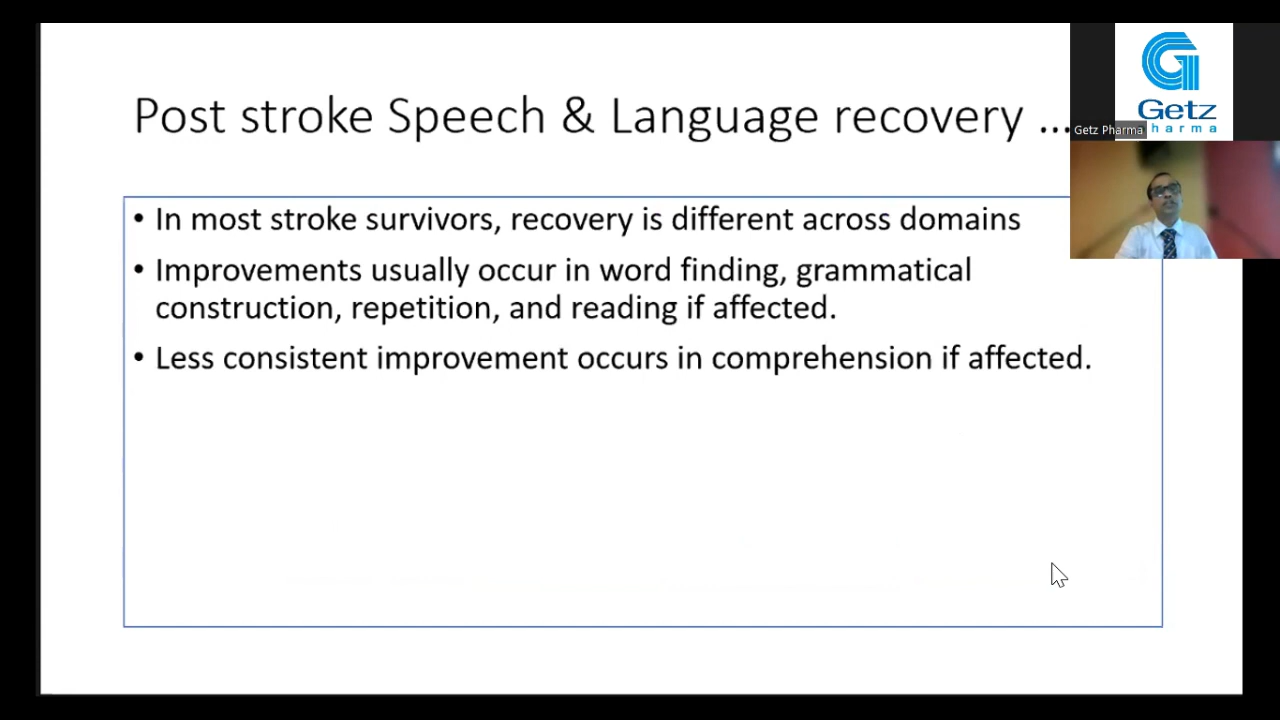 Post stroke Speech & Language recovery ...
• In most stroke survivors, recovery is different across domains
• Improvements usually occur in word finding, grammatical
construction, repetition, and reading if affected.
• Less consistent improvement occurs in comprehension if affected.
Getz
harma
Getz Pharma